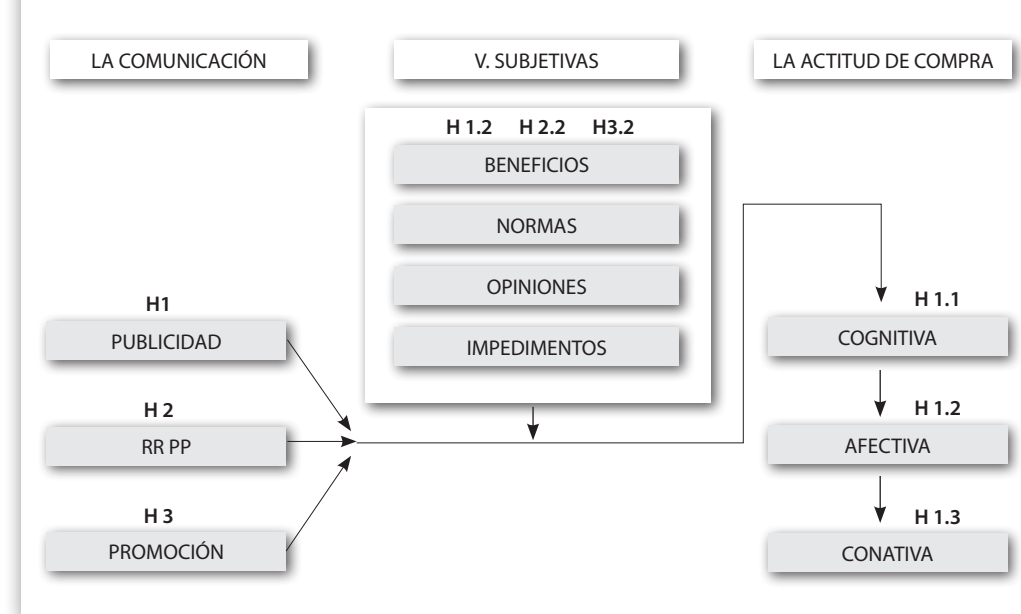 LA COMUNICACIÓN
V. SUBJETIVAS
LA ACTITUD DE COMPRA
H 1.2 H 2.2 H3.2
BENEFICIOS
NORMAS
OPINIONES
IMPEDIMENTOS
H1
PUBLICIDAD
H 2
RR PP
H 3
PROMOCIÓN
H 1.1
COGNITIVA
H 1.2
AFECTIVA
H 1.3
CONATIVA